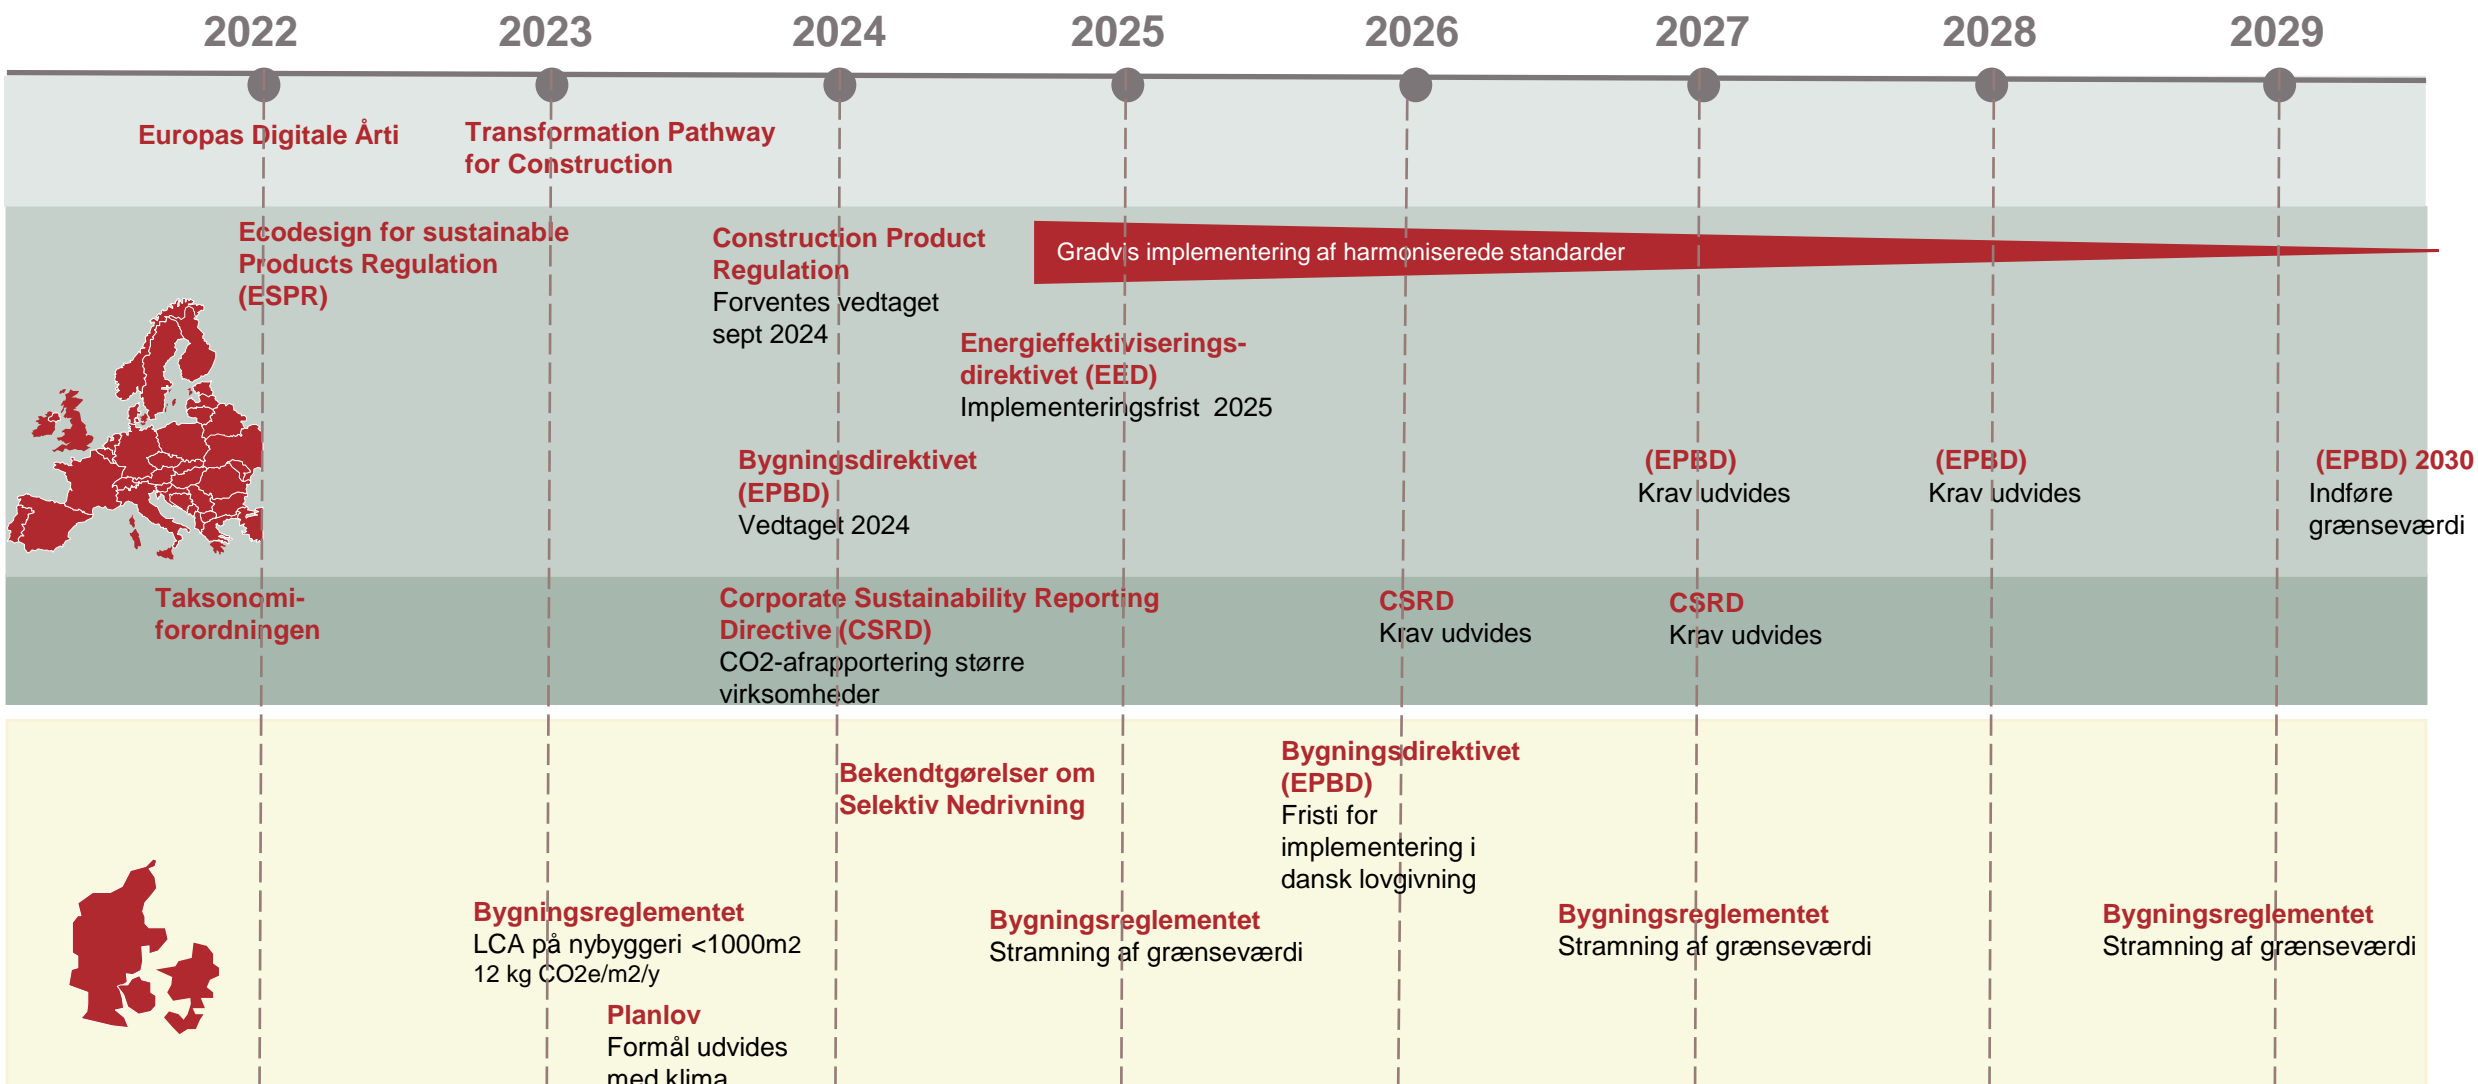 2022 2023 2024 2025 2026 2027 2028 2029
Europas Digitale Årti
Transformation Pathway
for Construction
Ecodesign for sustainable
Products Regulation
(ESPR)
Construction Product
Regulation
Forventes vedtaget
sept 2024
Gradvis implementering af harmoniserede standarder
Energieffektiviserings-
direktivet (EED)
Implementeringsfrist 2025
Bygningsdirektivet
(EPBD)
Vedtaget 2024
(EPBD)
Krav udvides
(EPBD)
Krav udvides
(EPBD) 2030
Indføre
grænseværdi
Taksonomi-
forordningen
Corporate Sustainability Reporting
Directive (CSRD)
CO2-afrapportering større
virksomheder
CSRD
Krav udvides
CSRD
Krav udvides
Bekendtgørelser om
Selektiv Nedrivning
Bygningsdirektivet
(EPBD)
Fristi for
implementering i
dansk lovgivning
Bygningsreglementet
LCA på nybyggeri <1000m2
12 kg CO2e/m2/y
Bygningsreglementet
Stramning af grænseværdi
Bygningsreglementet
Stramning af grænseværdi
Bygningsreglementet
Stramning af grænseværdi
Planlov
Formål udvides
med klima